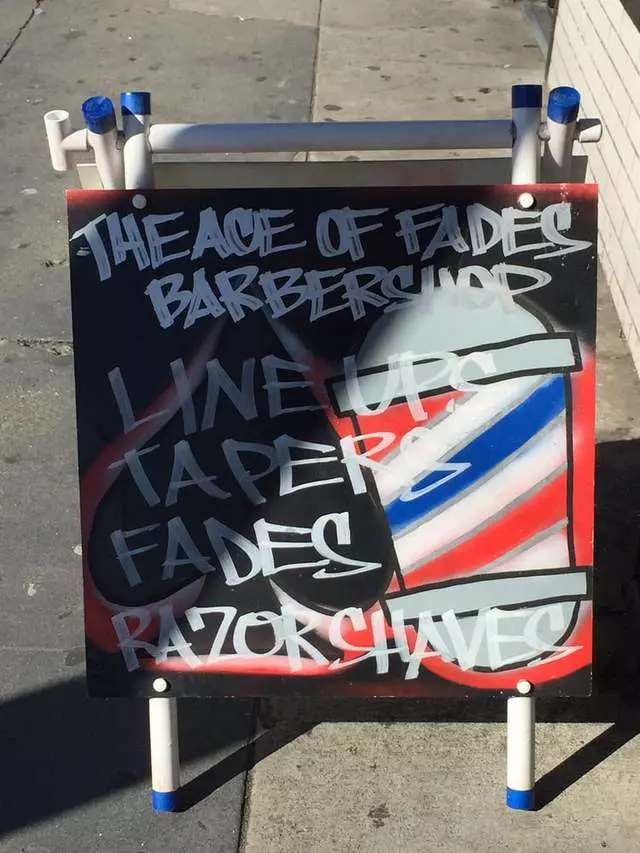 THE ACE OF FADES
BARBERSHOP
LINE UPS
TAPERS
FADES
RAZOR SHAVES